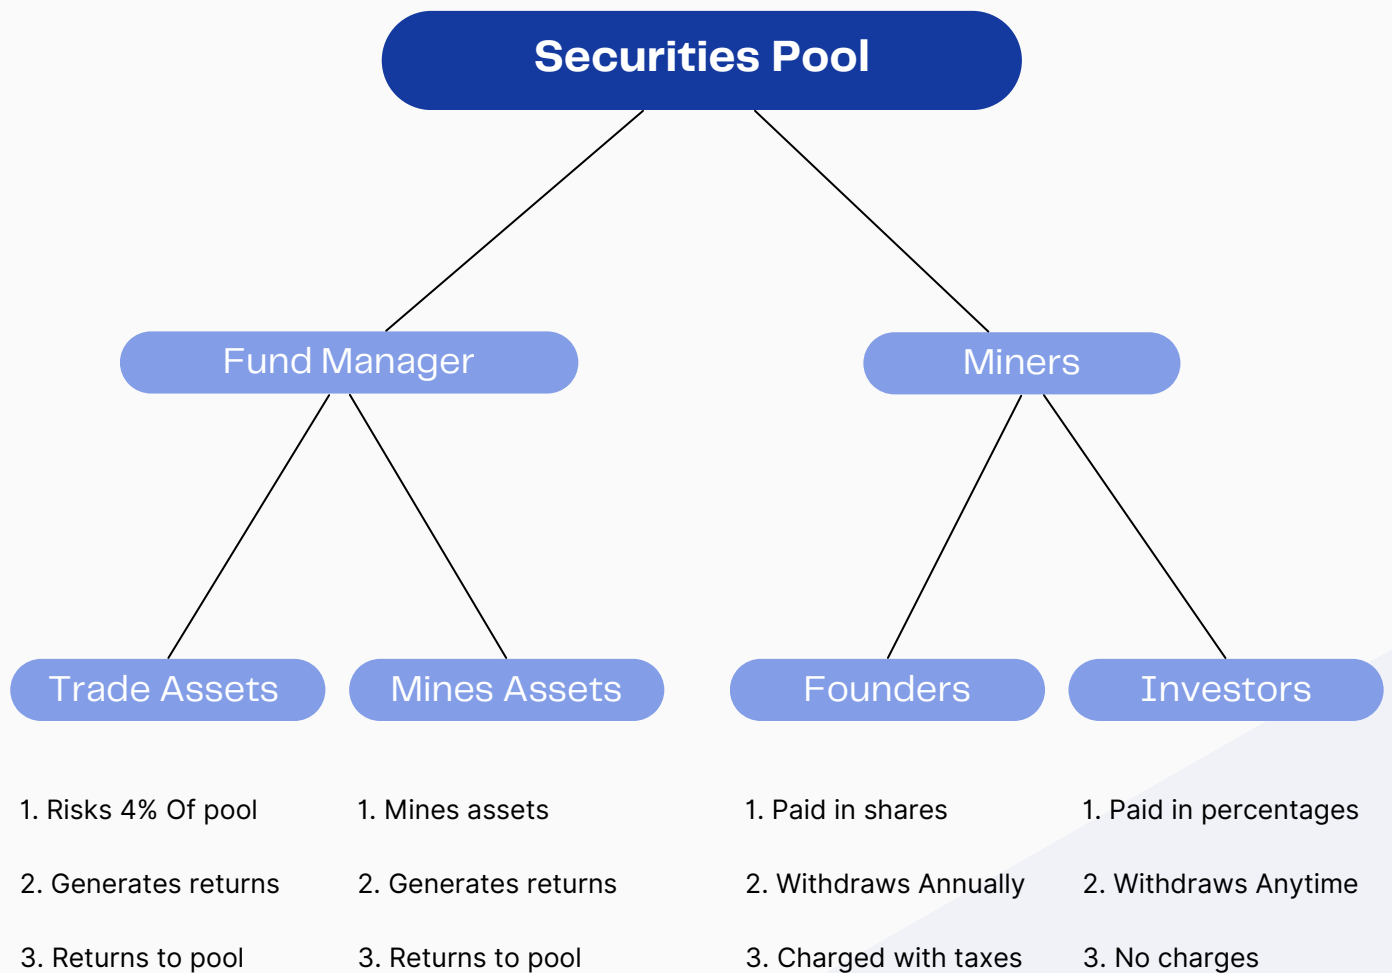 Securities Pool
Fund Manager
Miners
Trade Assets
Mines Assets
Founders
Investors
1. Risks 4% Of pool
2. Generates returns
3. Returns to pool
1. Mines assets
2. Generates returns
3. Returns to pool
1. Paid in shares
2. Withdraws Annually
3. Charged with taxes
1. Paid in percentages
2. Withdraws Anytime
3. No charges